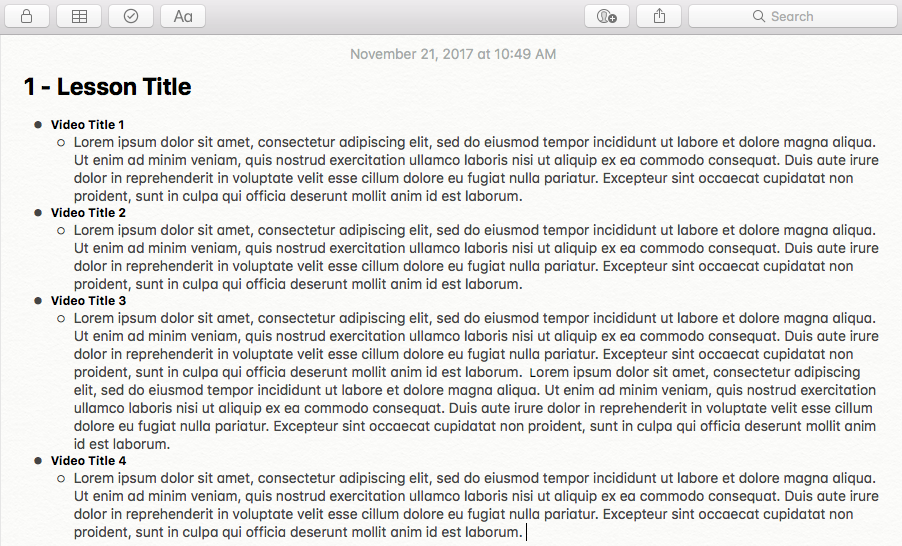 Aa
Search
November 21, 2017 at 10:49 AM
1 - Lesson Title
Video Title 1
Lorem ipsum dolor sit amet, consectetur adipiscing elit, sed do eiusmod tempor incididunt ut labore et dolore magna aliqua.
Ut enim ad minim veniam, quis nostrud exercitation ullamco laboris nisi ut aliquip ex ea commodo consequat. Duis aute irure
dolor in reprehenderit in voluptate velit esse cillum dolore eu fugiat nulla pariatur. Excepteur sint occaecat cupidatat non
proident, sunt in culpa qui officia deserunt mollit anim id est laborum.
Video Title 2
Lorem ipsum dolor sit amet, consectetur adipiscing elit, sed do eiusmod tempor incididunt ut labore et dolore magna aliqua.
Ut enim ad minim veniam, quis nostrud exercitation ullamco laboris nisi ut aliquip ex ea commodo consequat. Duis aute irure
dolor in reprehenderit in voluptate velit esse cillum dolore eu fugiat nulla pariatur. Excepteur sint occaecat cupidatat non
proident, sunt in culpa qui officia deserunt mollit anim id est laborum.
Video Title 3
Lorem ipsum dolor sit amet, consectetur adipiscing elit, sed do eiusmod tempor incididunt ut labore et dolore magna aliqua.
Ut enim ad minim veniam, quis nostrud exercitation ullamco laboris nisi ut aliquip ex ea commodo consequat. Duis aute irure
dolor in reprehenderit in voluptate velit esse cillum dolore eu fugiat nulla pariatur. Excepteur sint occaecat cupidatat non
proident, sunt in culpa qui officia deserunt mollit anim id est laborum.  Lorem ipsum dolor sit amet, consectetur adipiscing
elit, sed do eiusmod tempor incididunt ut labore et dolore magna aliqua. Ut enim ad minim veniam, quis nostrud exercitation
ullamco laboris nisi ut aliquip ex ea commodo consequat. Duis aute irure dolor in reprehenderit in voluptate velit esse cillum
dolore eu fugiat nulla pariatur. Excepteur sint occaecat cupidatat non proident, sunt in culpa qui officia deserunt mollit anim
id est laborum.
Video Title 4
Lorem ipsum dolor sit amet, consectetur adipiscing elit, sed do eiusmod tempor incididunt ut labore et dolore magna aliqua.
Ut enim ad minim veniam, quis nostrud exercitation ullamco laboris nisi ut aliquip ex ea commodo consequat. Duis aute irure
dolor in reprehenderit in voluptate velit esse cillum dolore eu fugiat nulla pariatur. Excepteur sint occaecat cupidatat non
proident, sunt in culpa qui officia deserunt mollit anim id est laborum.